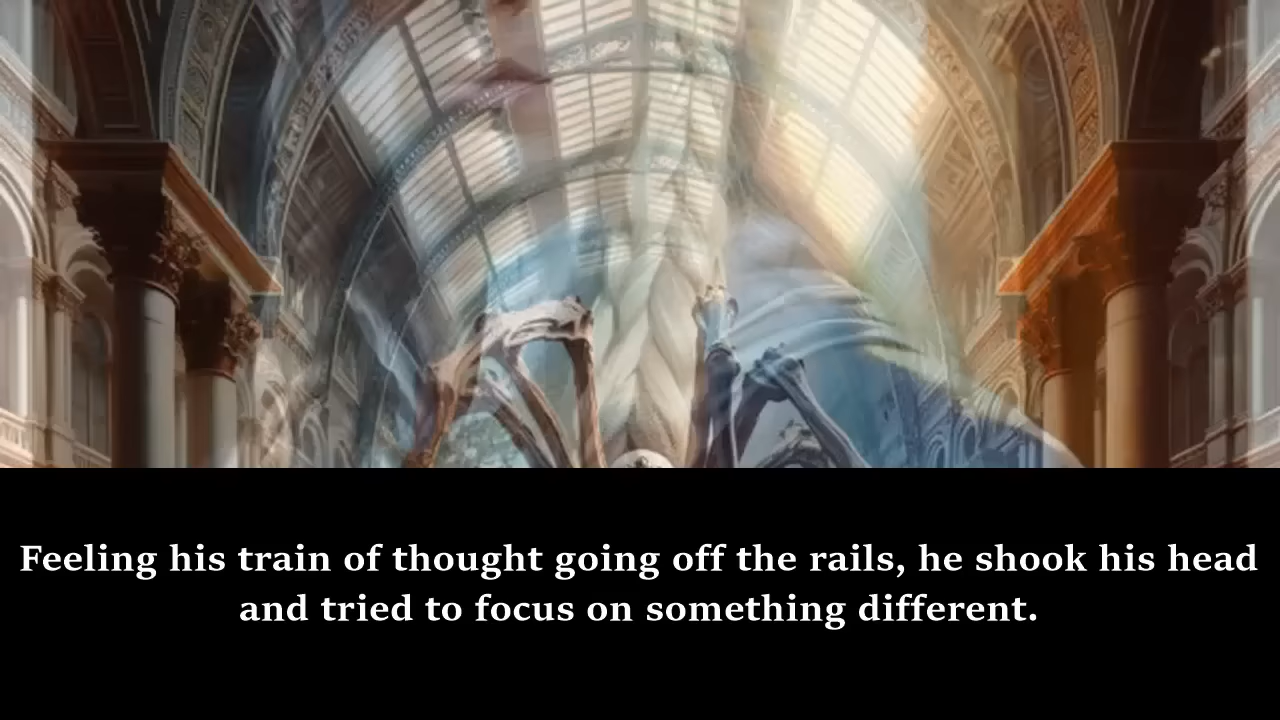 Feeling his train of thought going off the rails, he shook his head
and tried to focus on something different.